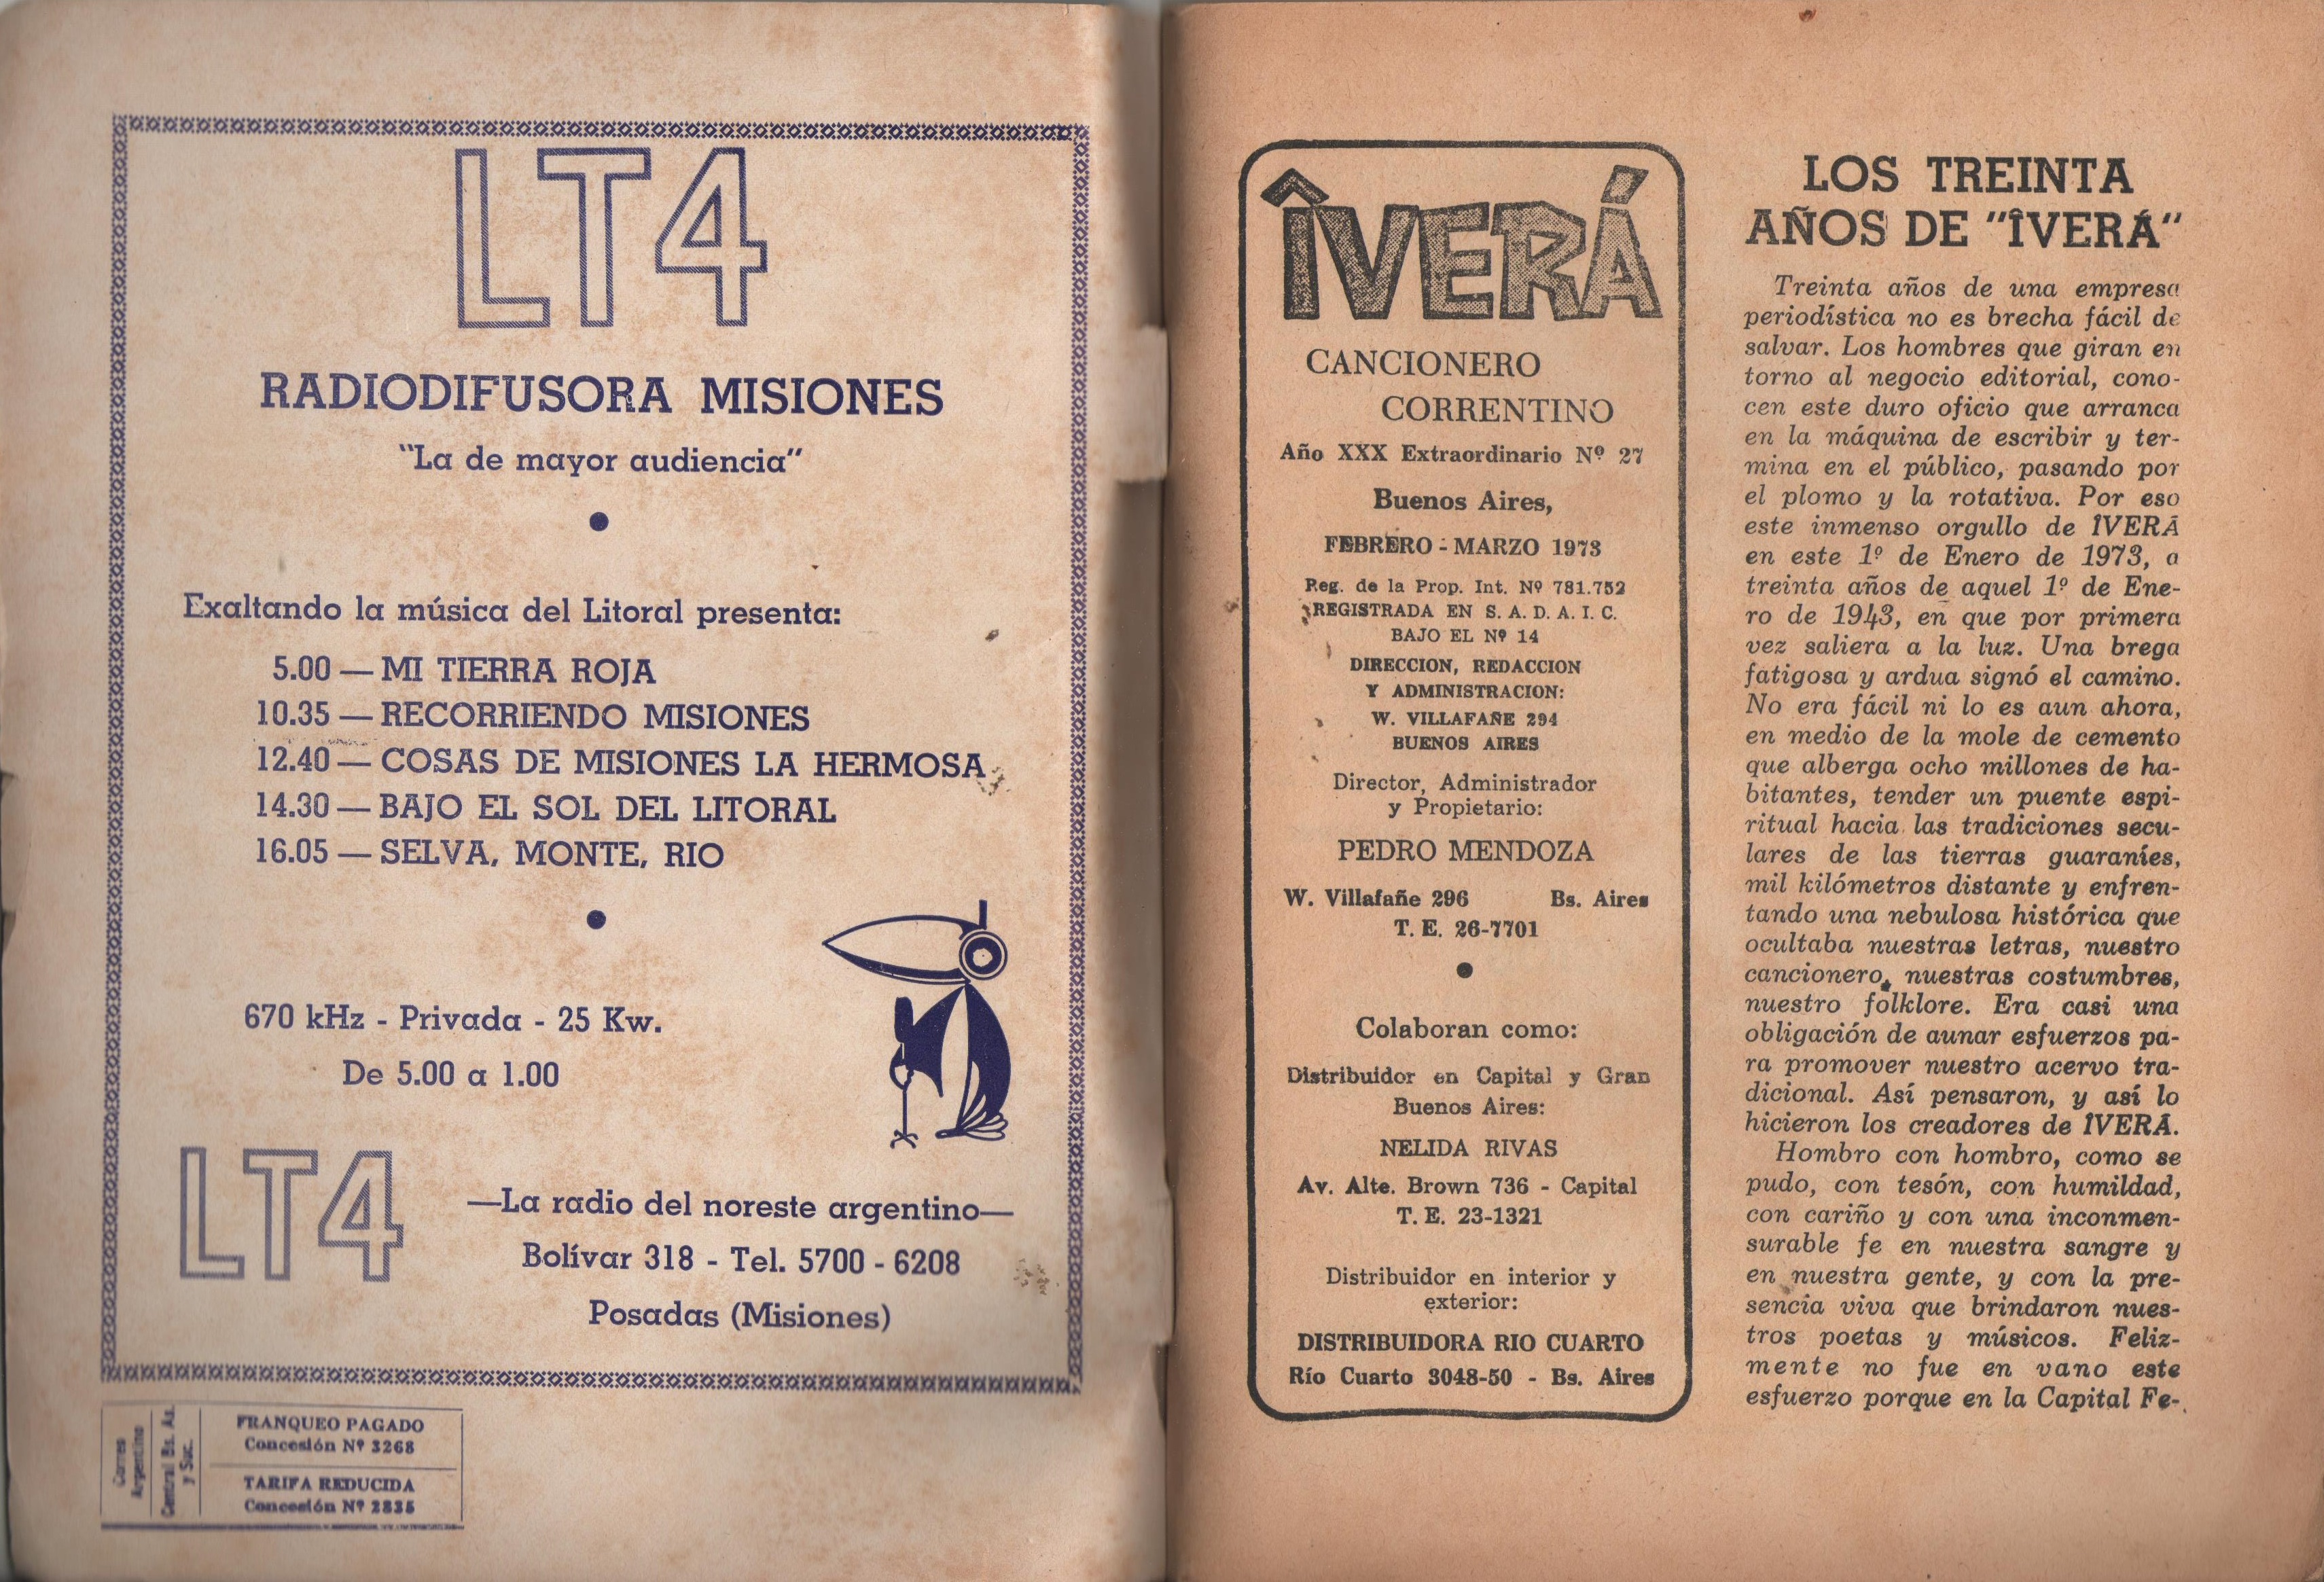 LT4
RADIODIFUSORA MISIONES
"La de mayor audiencia"
Exaltando la música del Litoral presenta:
5.00 — MI TIERRA ROJA
10.35 — RECORRIENDO MISIONES
12.40 — COSAS DE MISIONES LA HERMOSA
14.30 — BAJO EL SOL DEL LITORAL
16.05 — SELVA, MONTE, RIO
670 kHz - Privada - 25 Kw.
De 5.00 a 1.00
LT4
—La radio del noreste argentino—
Bolívar 318 - Tel. 5700 - 6208
Posadas (Misiones)
Correo
Argentino
Central Bs. As.
y Suc.
FRANQUEO PAGADO
Concesión Nº 3268
TARIFA REDUCIDA
Concesión Nº 2835
ÎVERÁ
CANCIONERO
CORRENTINO
Año XXX Extraordinario Nº 27
Buenos Aires,
FEBRERO - MARZO 1973
Reg. de la Prop. Int. Nº 781.752
REGISTRADA EN S. A. D. A. I. C.
BAJO EL Nº 14
DIRECCION, REDACCION
Y ADMINISTRACION:
W. VILLAFAÑE 294
BUENOS AIRES
Director, Administrador
y Propietario:
PEDRO MENDOZA
W. Villafañe 296 Bs. Aires
T. E. 26-7701
Colaboran como:
Distribuidor en Capital y Gran
Buenos Aires:
NELIDA RIVAS
Av. Alte. Brown 736 - Capital
T. E. 23-1321
Distribuidor en interior y
exterior:
DISTRIBUIDORA RIO CUARTO
Río Cuarto 3048-50 - Bs. Aires
LOS TREINTA
AÑOS DE "ÎVERÁ"
Treinta años de una empresa
periodística no es brecha fácil de
salvar. Los hombres que giran en
torno al negocio editorial, cono-
cen este duro oficio que arranca
en la máquina de escribir y ter-
mina en el público, pasando por
el plomo y la rotativa. Por eso
este inmenso orgullo de ÎVERÁ
en este 1º de Enero de 1973, a
treinta años de aquel 1º de Ene-
ro de 1943, en que por primera
vez saliera a la luz. Una brega
fatigosa y ardua signó el camino.
No era fácil ni lo es aun ahora,
en medio de la mole de cemento
que alberga ocho millones de ha-
bitantes, tender un puente espi-
ritual hacia las tradiciones secu-
lares de las tierras guaraníes,
mil kilómetros distante y enfren-
tando una nebulosa histórica que
ocultaba nuestras letras, nuestro
cancionero, nuestras costumbres,
nuestro folklore. Era casi una
obligación de aunar esfuerzos pa-
ra promover nuestro acervo tra-
dicional. Así pensaron, y así lo
hicieron los creadores de ÎVERÁ.
Hombro con hombro, como se
pudo, con tesón, con humildad,
con cariño y con una inconmen-
surable fe en nuestra sangre y
en nuestra gente, y con la pre-
sencia viva que brindaron nues-
tros poetas y músicos. Feliz-
mente no fue en vano este
esfuerzo porque en la Capital Fe-